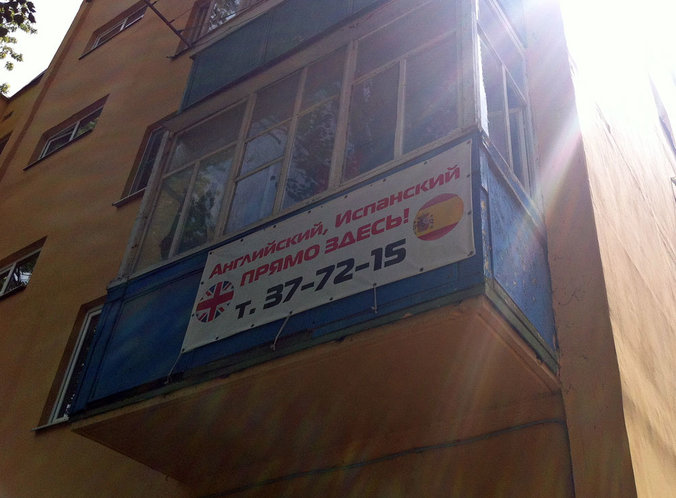 Английский, Испанский
ПРЯМО ЗДЕСЬ!
т. 37-72-15